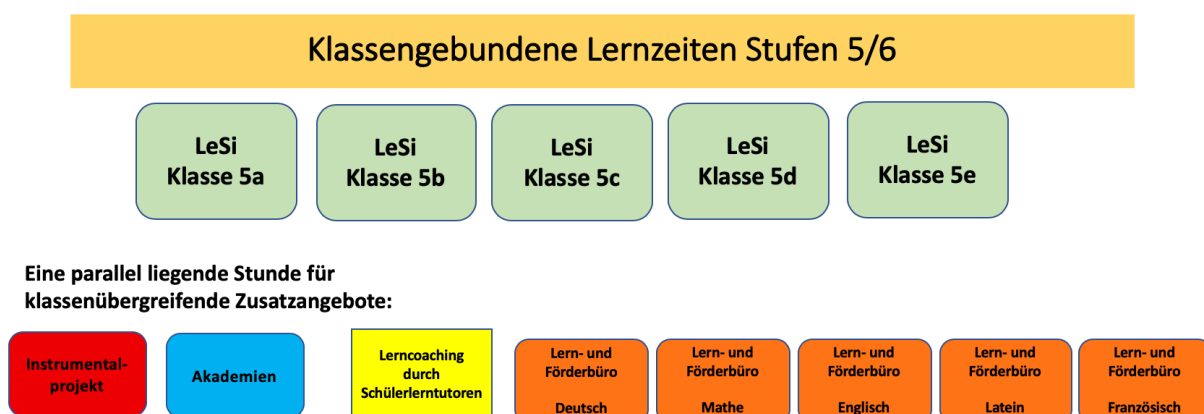 Klassengebundene Lernzeiten Stufen 5/6
LeSi
Klasse 5a
LeSi
Klasse 5b
LeSi
Klasse 5c
LeSi
Klasse 5d
LeSi
Klasse 5e
Eine parallel liegende Stunde für
klassenübergreifende Zusatzangebote:
Instrumental-
projekt
Akademien
Lerncoaching
durch
Schülerlerntutoren
Lern- und
Förderbüro
Deutsch
Lern- und
Förderbüro
Mathe
Lern- und
Förderbüro
Englisch
Lern- und
Förderbüro
Latein
Lern- und
Förderbüro
Französisch